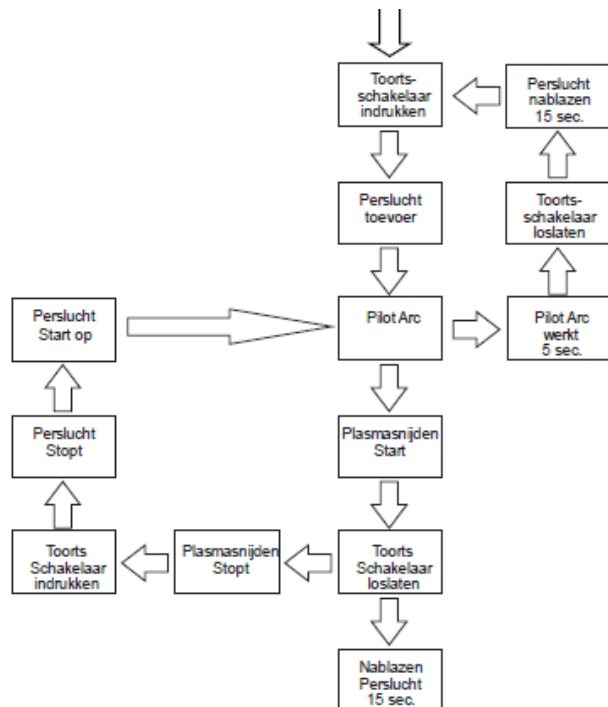 Toorts-
schakelaar
indrukken
Perslucht
nablazen
15 sec.
Perslucht
toevoer
Toorts-
schakelaar
loslaten
Perslucht
Start op
Pilot Arc
Pilot Arc
werkt
5 sec.
Perslucht
Stopt
Plasmasnijden
Start
Toorts
Schakelaar
indrukken
Plasmasnijden
Stopt
Toorts
Schakelaar
loslaten
Nablazen
Perslucht
15 sec.